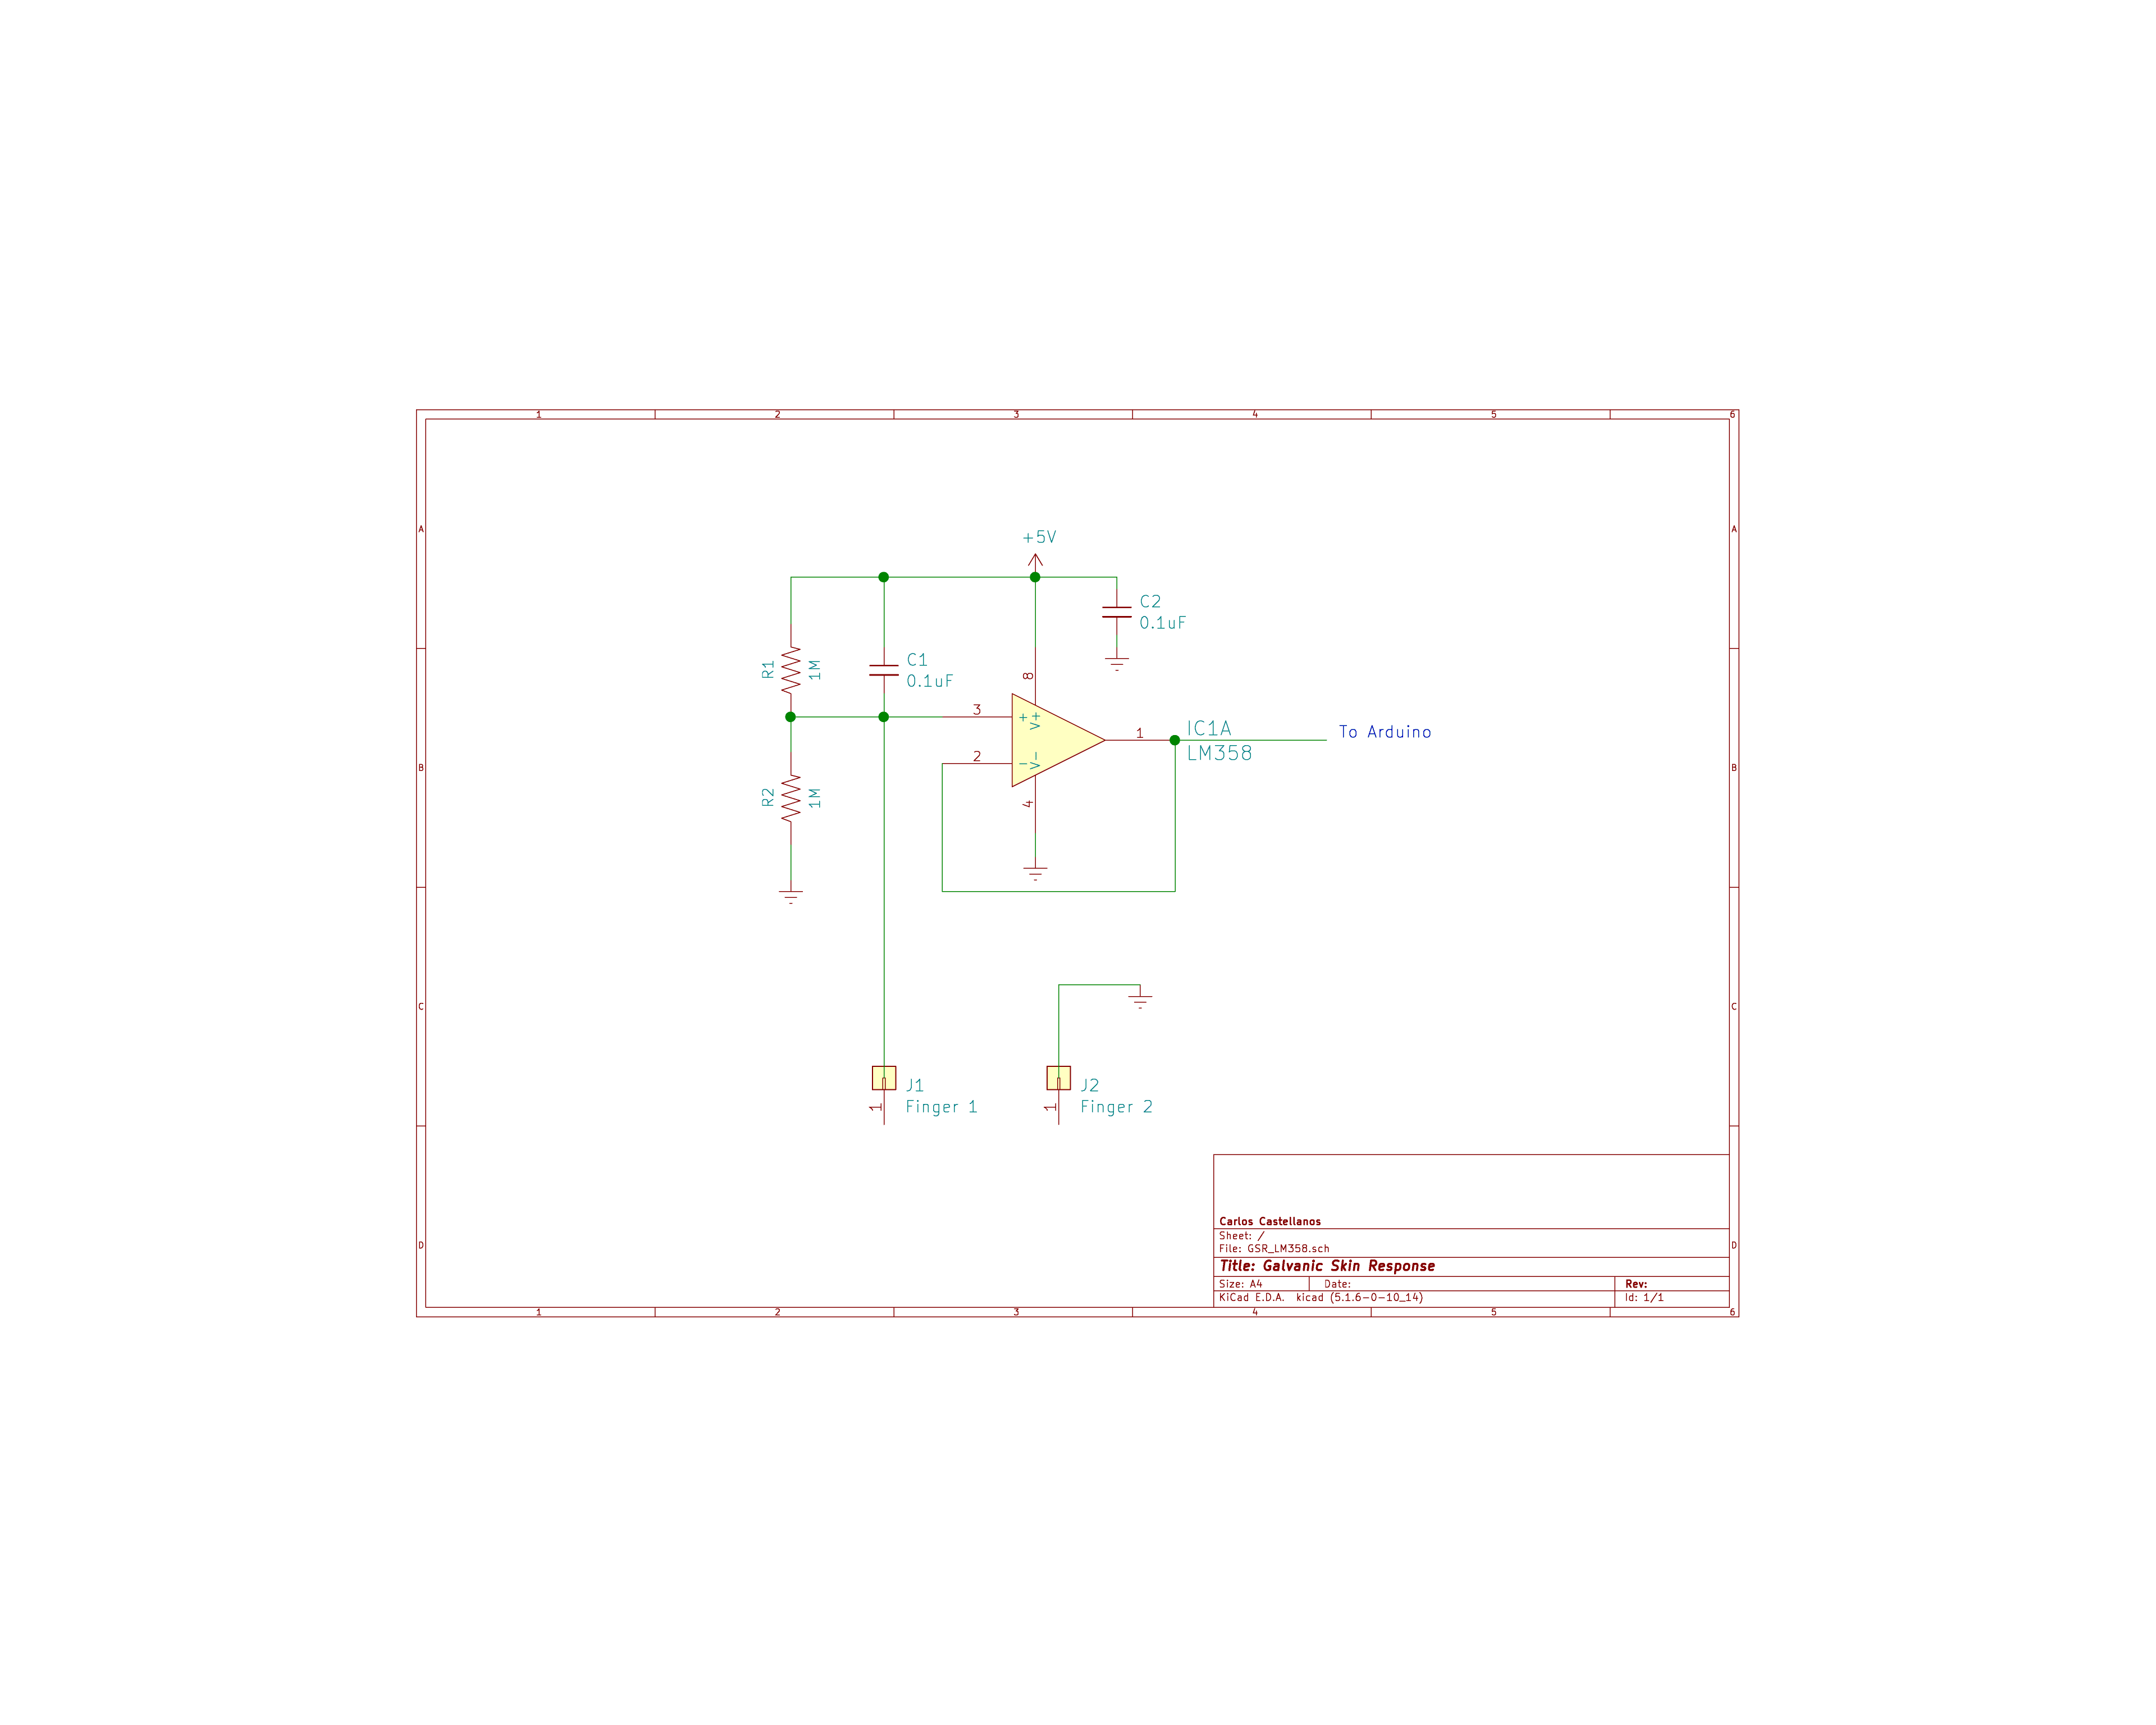 1 2 3 4 5 6
A A
+5V
C2
0.1uF
C1
0.1uF
R1
1M
8
3
+
V+
1
IC1A
LM358
To Arduino
B B
2
-
V-
R2
1M
4
C C
J1
Finger 1
1
J2
Finger 2
1
Carlos Castellanos
Sheet: /
File: GSR_LM358.sch
D D
Title: Galvanic Skin Response
Size: A4 Date: Rev:
KiCad E.D.A. kicad (5.1.6-0-10_14) Id: 1/1
1 2 3 4 5 6